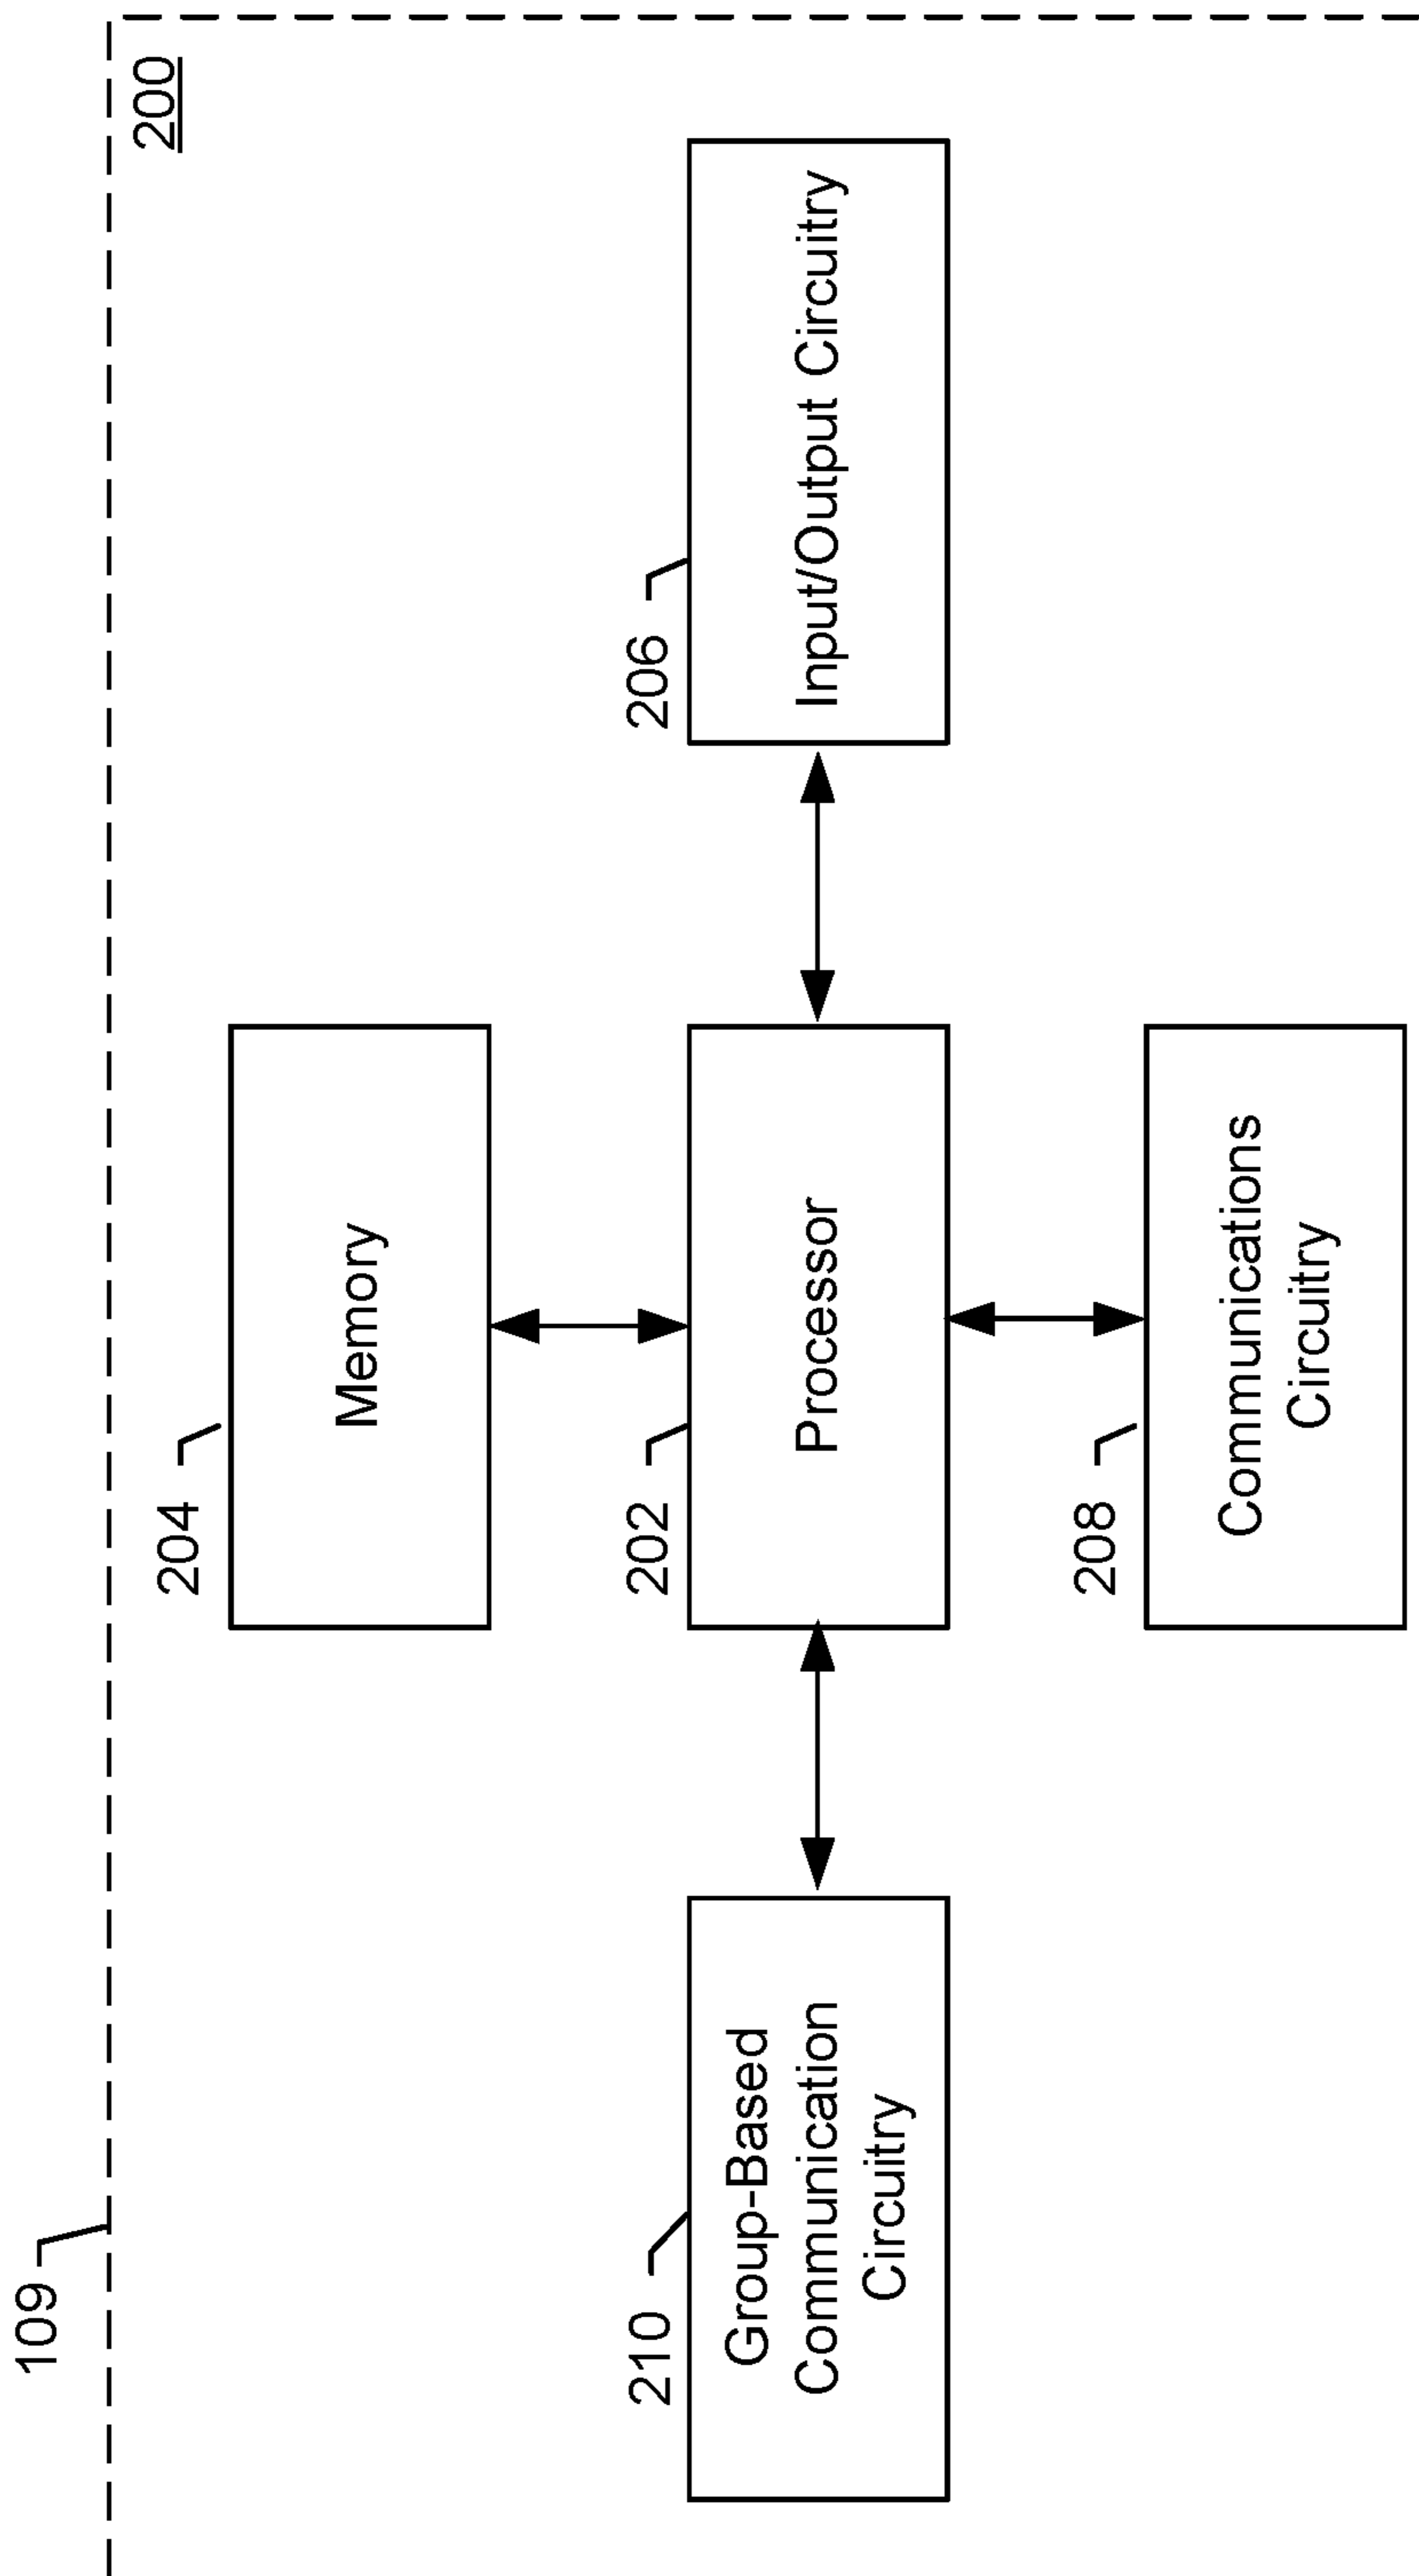 109
200
204
Memory
210
Group-Based
Communication
Circuitry
202
Processor
206
Input/Output Circuitry
208
Communications
Circuitry